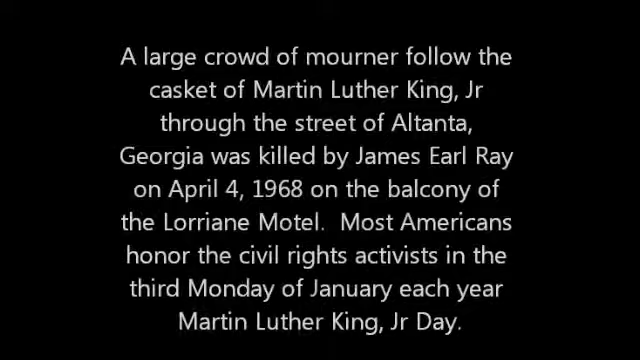 A large crowd of mourner follow the
casket of Martin Luther King, Jr
through the street of Altanta,
Georgia was killed by James Earl Ray
on April 4, 1968 on the balcony of
the Lorriane Motel.  Most Americans
honor the civil rights activists in the
third Monday of January each year
Martin Luther King, Jr Day.